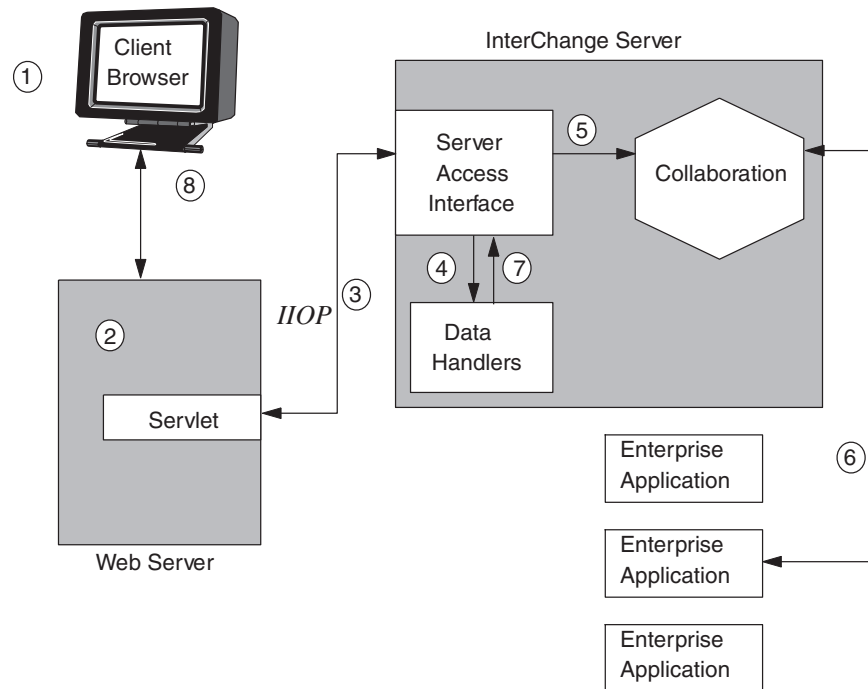 InterChange Server
Client
Browser
1
8
Server
Access
Interface
5
Collaboration
4
7
3
IIOP
2
Data
Handlers
Servlet
Web Server
Enterprise
Application
6
Enterprise
Application
Enterprise
Application